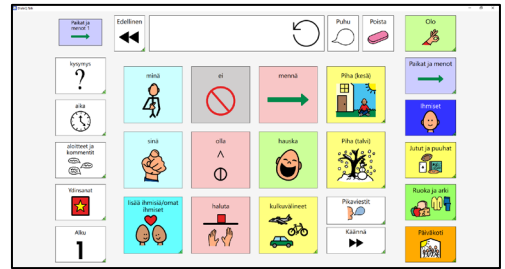 Paikat ja
menot 1
Edellinen
Puhu
Poista
Olo
kysymys
?
minä
ei
mennä
Piha (kesä)
Paikat ja menot
aika
Ihmiset
sinä
olla
hauska
Piha (talvi)
aloitteet ja
kommentit
Jutut ja puuhat
Ydinsanat
lisää ihmisiä/omat
ihmiset
haluta
kulkuvälineet
Pikaviestit
Ruoka ja arki
Alku
1
Käännä
Päiväkoti